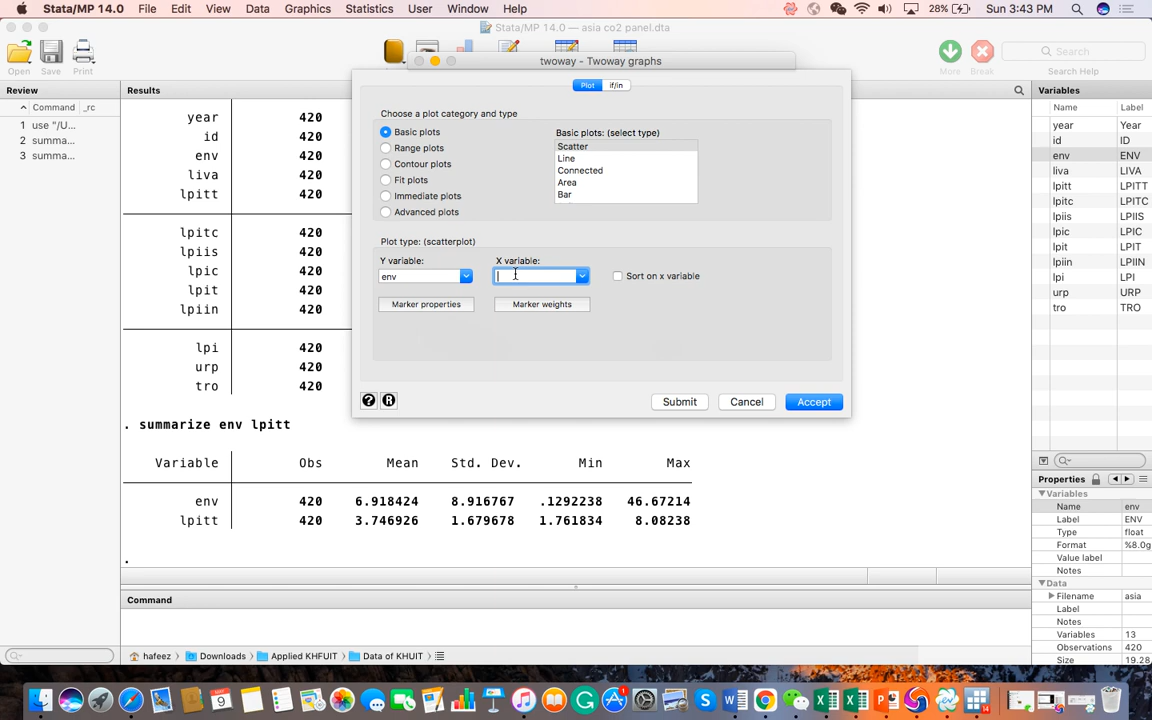 Stata/MP 14.0 File Edit View Data Graphics Statistics User Window Help 28% Sun 3:43 PM
Stata/MP 14.0 - asia co2 panel.dta
twoway - Twoway graphs
Open Save Print More Break Search
Search Help
Review Results Variables
Command _rc
1 use "/U...
2 summa...
3 summa...
year 420
id 420
env 420
liva 420
lpitt 420
lpitc 420
lpiis 420
lpic 420
lpit 420
lpiin 420
lpi 420
urp 420
tro 420
. summarize env lpitt
Variable Obs Mean Std. Dev. Min Max
env 420 6.918424 8.916767 .1292238 46.67214
lpitt 420 3.746926 1.679678 1.761834 8.08238
.
Plot if/in
Choose a plot category and type
Basic plots
Range plots
Contour plots
Fit plots
Immediate plots
Advanced plots
Basic plots: (select type)
Scatter
Line
Connected
Area
Bar
Plot type: (scatterplot)
Y variable: X variable:
env
Sort on x variable
Marker properties Marker weights
? R Submit Cancel Accept
Name Label
year Year
id ID
env ENV
liva LIVA
lpitt LPITT
lpitc LPITC
lpiis LPIIS
lpic LPIC
lpit LPIT
lpiin LPIIN
lpi LPI
urp URP
tro TRO
Properties
Variables
Name env
Label ENV
Type float
Format %8.0g
Value label
Notes
Data
Filename asia
Label
Notes
Variables 13
Observations 420
Size 19.28
Command
hafeez Downloads Applied KHFUIT Data of KHUIT